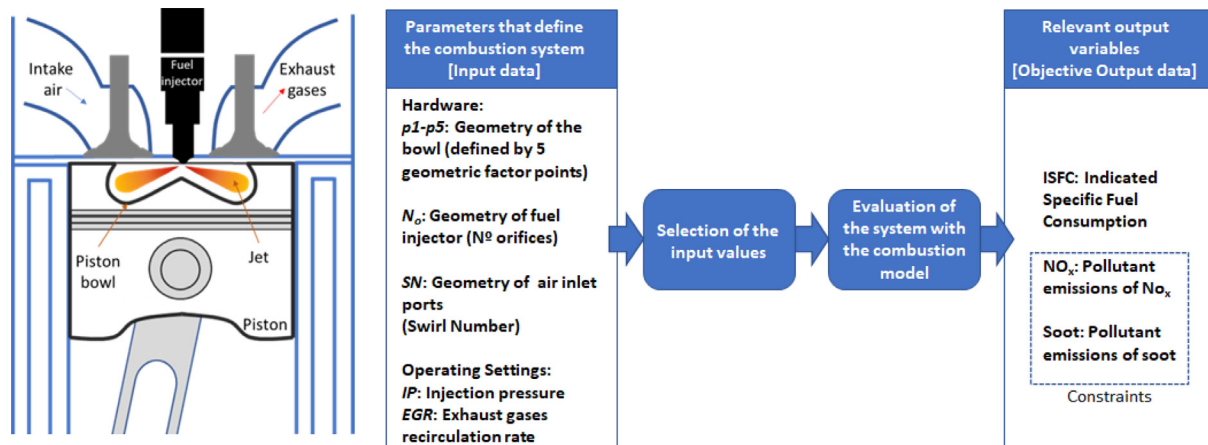 Intake
air
Fuel
injector
Exhaust
gases
Piston
bowl
Jet
Piston
Parameters that define
the combustion system
[Input data]
Hardware:
p1-p5: Geometry of the
bowl (defined by 5
geometric factor points)
Nₒ: Geometry of fuel
injector (Nº orifices)
SN: Geometry of air inlet
ports
(Swirl Number)
Operating Settings:
IP: Injection pressure
EGR: Exhaust gases
recirculation rate
Selection of the
input values
Evaluation of
the system with
the combustion
model
Relevant output
variables
[Objective Output data]
ISFC: Indicated
Specific Fuel
Consumption
NOₓ: Pollutant
emissions of Noₓ
Soot: Pollutant
emissions of soot
Constraints